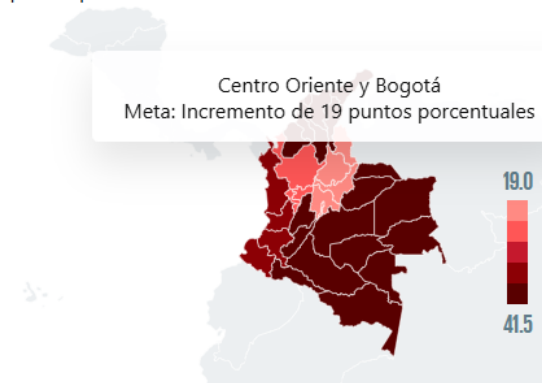 Centro Oriente y Bogotá
Meta: Incremento de 19 puntos porcentuales
19.0
41.5